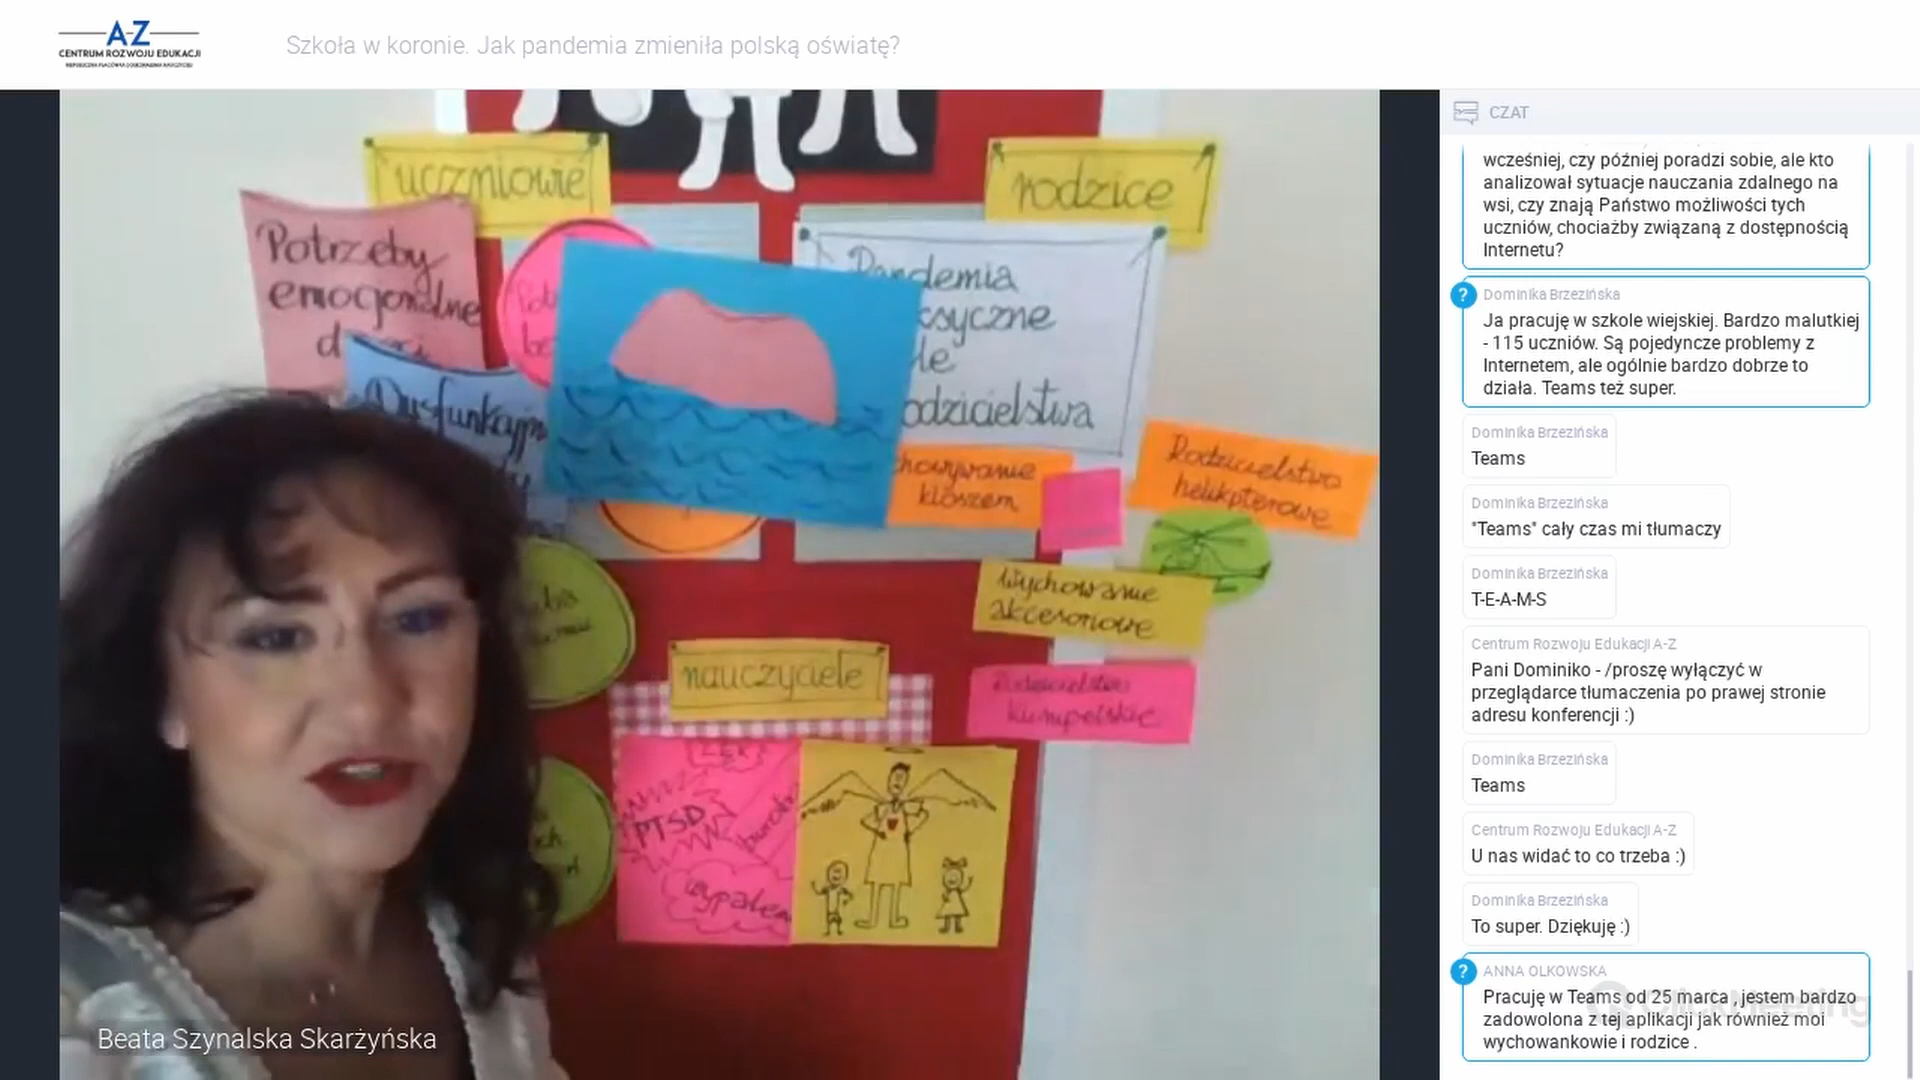 A-Z
CENTRUM ROZWOJU EDUKACJI
Szkoła w koronie. Jak pandemia zmieniła polską oświatę?
uczniowie
rodzice
Potrzeby
emocjonalne
Pandemia
odzicielstwa
kloszem
Rodzicielstwo
helikopterowe
Wychowanie
akcesoriowe
nauczyciele
kumpelskie
PTSD
Beata Szynalska Skarżyńska
CZAT
wcześniej, czy później poradzi sobie, ale kto
analizował sytuacje nauczania zdalnego na
wsi, czy znają Państwo możliwości tych
uczniów, chociażby związaną z dostępnością
Internetu?
Dominika Brzezińska
Ja pracuję w szkole wiejskiej. Bardzo malutkiej
- 115 uczniów. Są pojedyncze problemy z
Internetem, ale ogólnie bardzo dobrze to
działa. Teams też super.
Dominika Brzezińska
Teams
Dominika Brzezińska
"Teams" cały czas mi tłumaczy
Dominika Brzezińska
T-E-A-M-S
Centrum Rozwoju Edukacji A-Z
Pani Dominiko - /proszę wyłączyć w
przeglądarce tłumaczenia po prawej stronie
adresu konferencji :)
Dominika Brzezińska
Teams
Centrum Rozwoju Edukacji A-Z
U nas widać to co trzeba :)
Dominika Brzezińska
To super. Dziękuję :)
ANNA OLKOWSKA
Pracuję w Teams od 25 marca , jestem bardzo
zadowolona z tej aplikacji jak również moi
wychowankowie i rodzice .
ClickMeeting